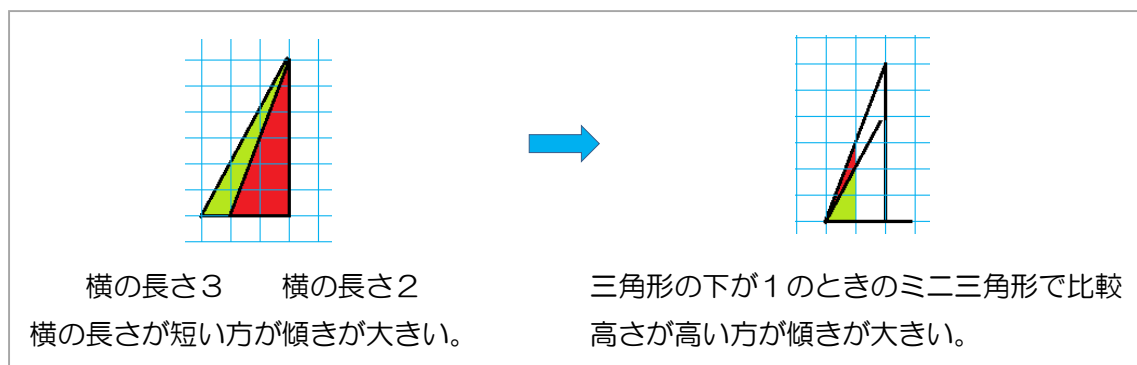 横の長さ3　　横の長さ2
横の長さが短い方が傾きが大きい。
三角形の下が1のときのミニ三角形で比較
高さが高い方が傾きが大きい。